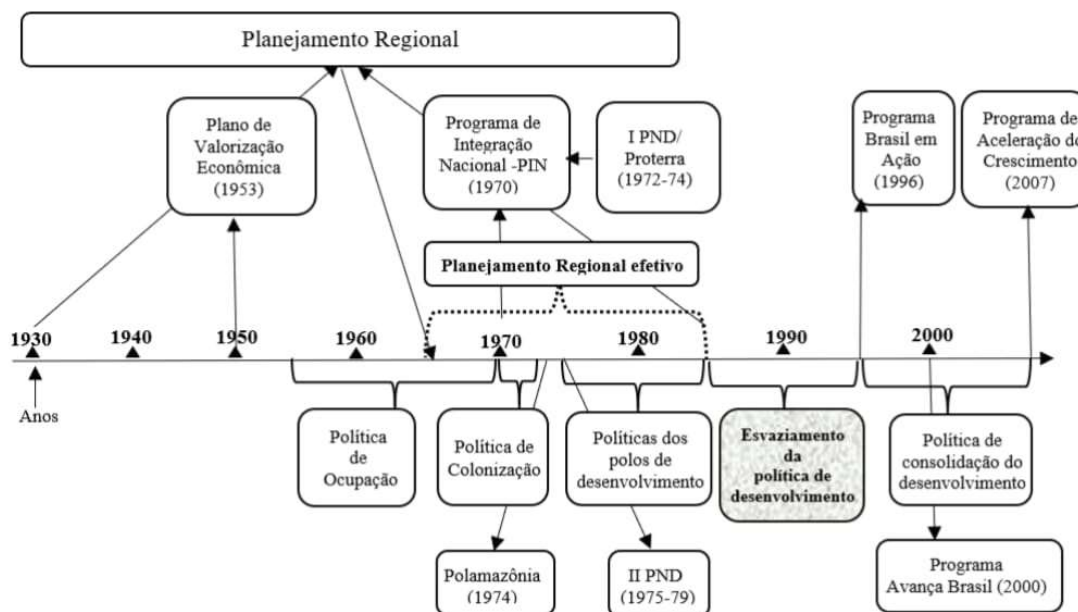 Planejamento Regional
Plano de
Valorização
Econômica
(1953)
Programa de
Integração
Nacional -PIN
(1970)
I PND/
Proterra
(1972-74)
Programa
Brasil em
Ação
(1996)
Programa de
Aceleração do
Crescimento
(2007)
Planejamento Regional efetivo
1930
1940
1950
1960
1970
1980
1990
2000
Anos
Política
de
Ocupação
Política de
Colonização
Políticas dos
polos de
desenvolvimento
Esvaziamento
da
política de
desenvolvimento
Política de
consolidação do
desenvolvimento
Polamazônia
(1974)
II PND
(1975-79)
Programa
Avança Brasil (2000)